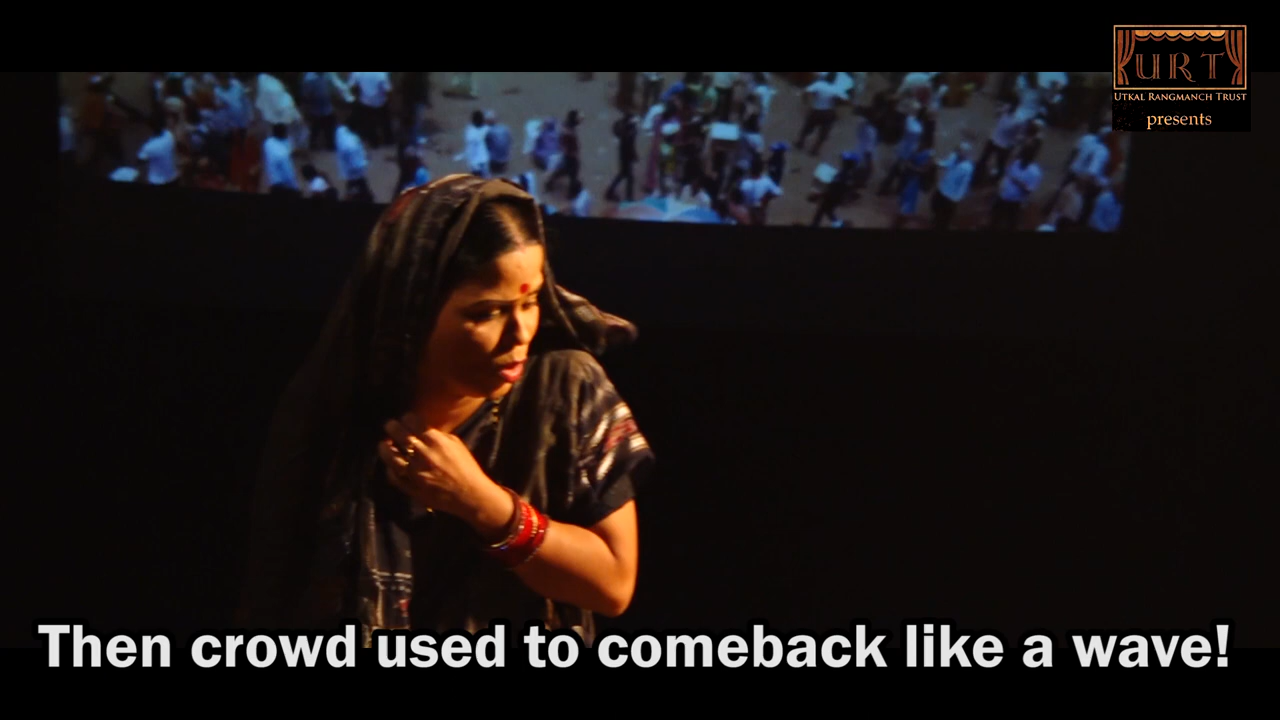 URT
UTKAL RANGMANCH TRUST
presents
Then crowd used to comeback like a wave!